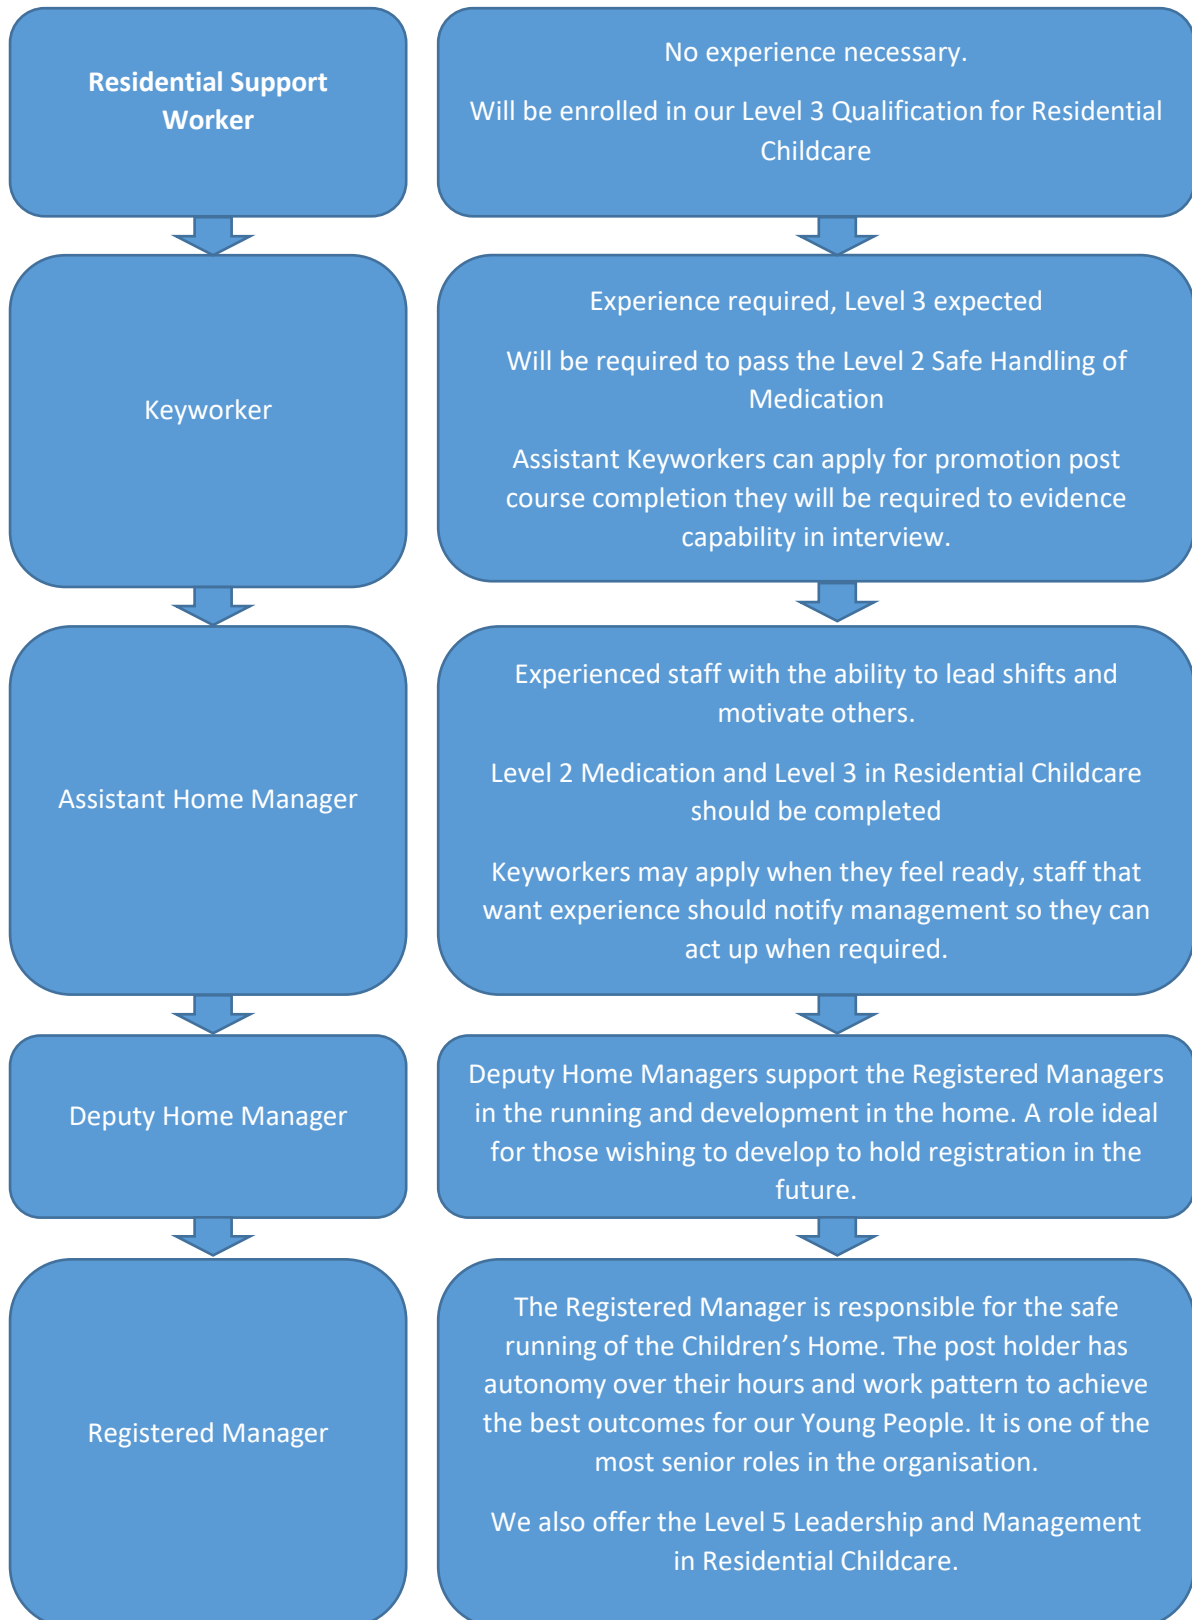 Residential Support
Worker
No experience necessary.
Will be enrolled in our Level 3 Qualification for Residential
Childcare
Keyworker
Experience required, Level 3 expected
Will be required to pass the Level 2 Safe Handling of
Medication
Assistant Keyworkers can apply for promotion post
course completion they will be required to evidence
capability in interview.
Assistant Home Manager
Experienced staff with the ability to lead shifts and
motivate others.
Level 2 Medication and Level 3 in Residential Childcare
should be completed
Keyworkers may apply when they feel ready, staff that
want experience should notify management so they can
act up when required.
Deputy Home Manager
Deputy Home Managers support the Registered Managers
in the running and development in the home. A role ideal
for those wishing to develop to hold registration in the
future.
Registered Manager
The Registered Manager is responsible for the safe
running of the Children’s Home. The post holder has
autonomy over their hours and work pattern to achieve
the best outcomes for our Young People. It is one of the
most senior roles in the organisation.
We also offer the Level 5 Leadership and Management
in Residential Childcare.